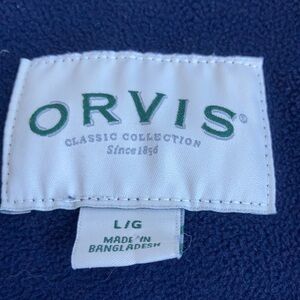 ORVIS®
CLASSIC COLLECTION
Since 1856
L/G
MADE IN
BANGLADESH